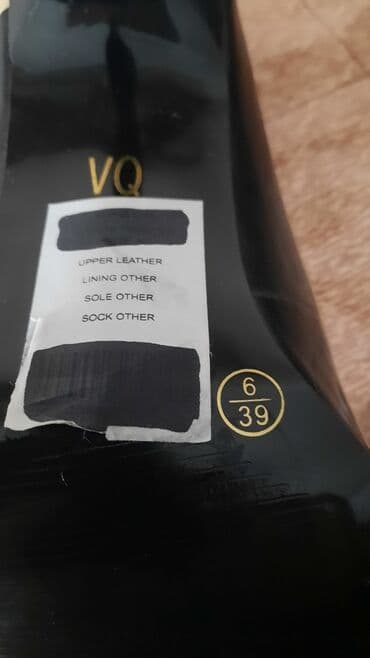 VQ
UPPER LEATHER
LINING OTHER
SOLE OTHER
SOCK OTHER
6
39